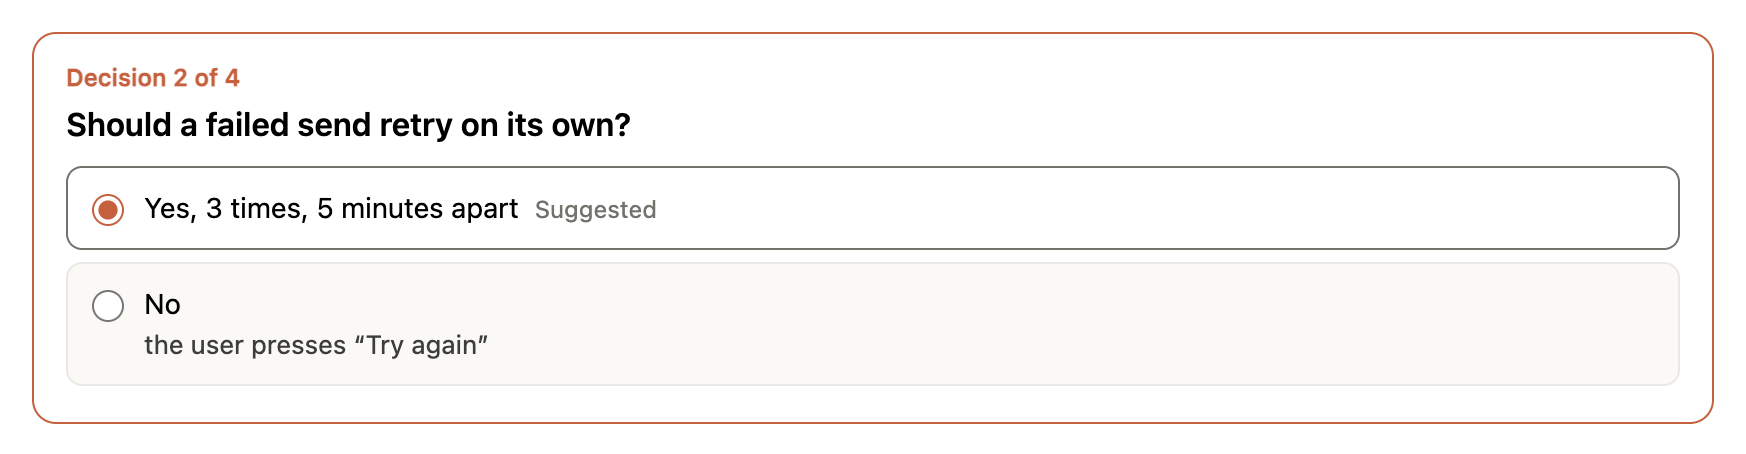 Decision 2 of 4
Should a failed send retry on its own?
Yes, 3 times, 5 minutes apart Suggested
No
the user presses “Try again”